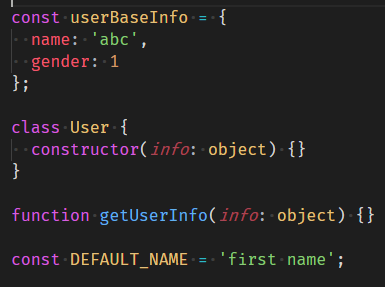 const userBaseInfo = {
  name: 'abc',
  gender: 1
};
class User {
  constructor(info: object) {}
}
function getUserInfo(info: object) {}
const DEFAULT_NAME = 'first name';